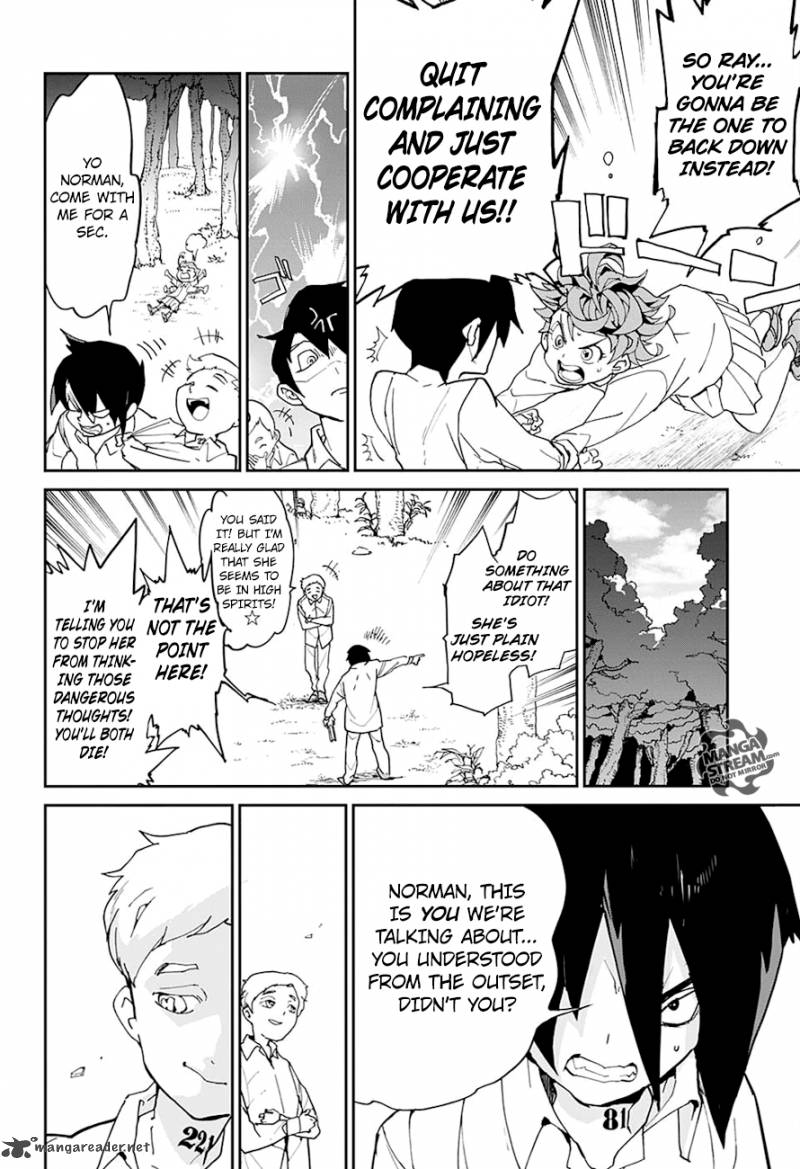 SO RAY...
YOU'RE
GONNA BE
THE ONE TO
BACK DOWN
INSTEAD!
QUIT
COMPLAINING
AND JUST
COOPERATE
WITH US!!
YO
NORMAN,
COME WITH
ME FOR A
SEC.
DO
SOMETHING
ABOUT THAT
IDIOT!
SHE'S
JUST PLAIN
HOPELESS!
YOU SAID
IT! BUT I'M
REALLY GLAD
THAT SHE
SEEMS TO
BE IN HIGH
SPIRITS!
☆
THAT'S
NOT THE
POINT
HERE!
I'M
TELLING YOU
TO STOP HER
FROM THINK-
ING THOSE
DANGEROUS
THOUGHTS!
YOU'LL BOTH
DIE!
MANGA
STREAM.COM
DO NOT MIRROR
NORMAN, THIS
IS YOU WE'RE
TALKING ABOUT...
YOU UNDERSTOOD
FROM THE OUTSET,
DIDN'T YOU?
81
mangareader.net